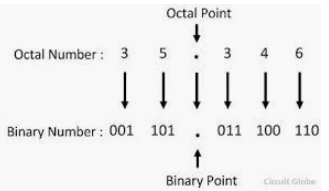 Octal Point
Octal Number : 3 5 . 3 4 6
Binary Number : 001 101 . 011 100 110
Binary Point
Circuit Globe